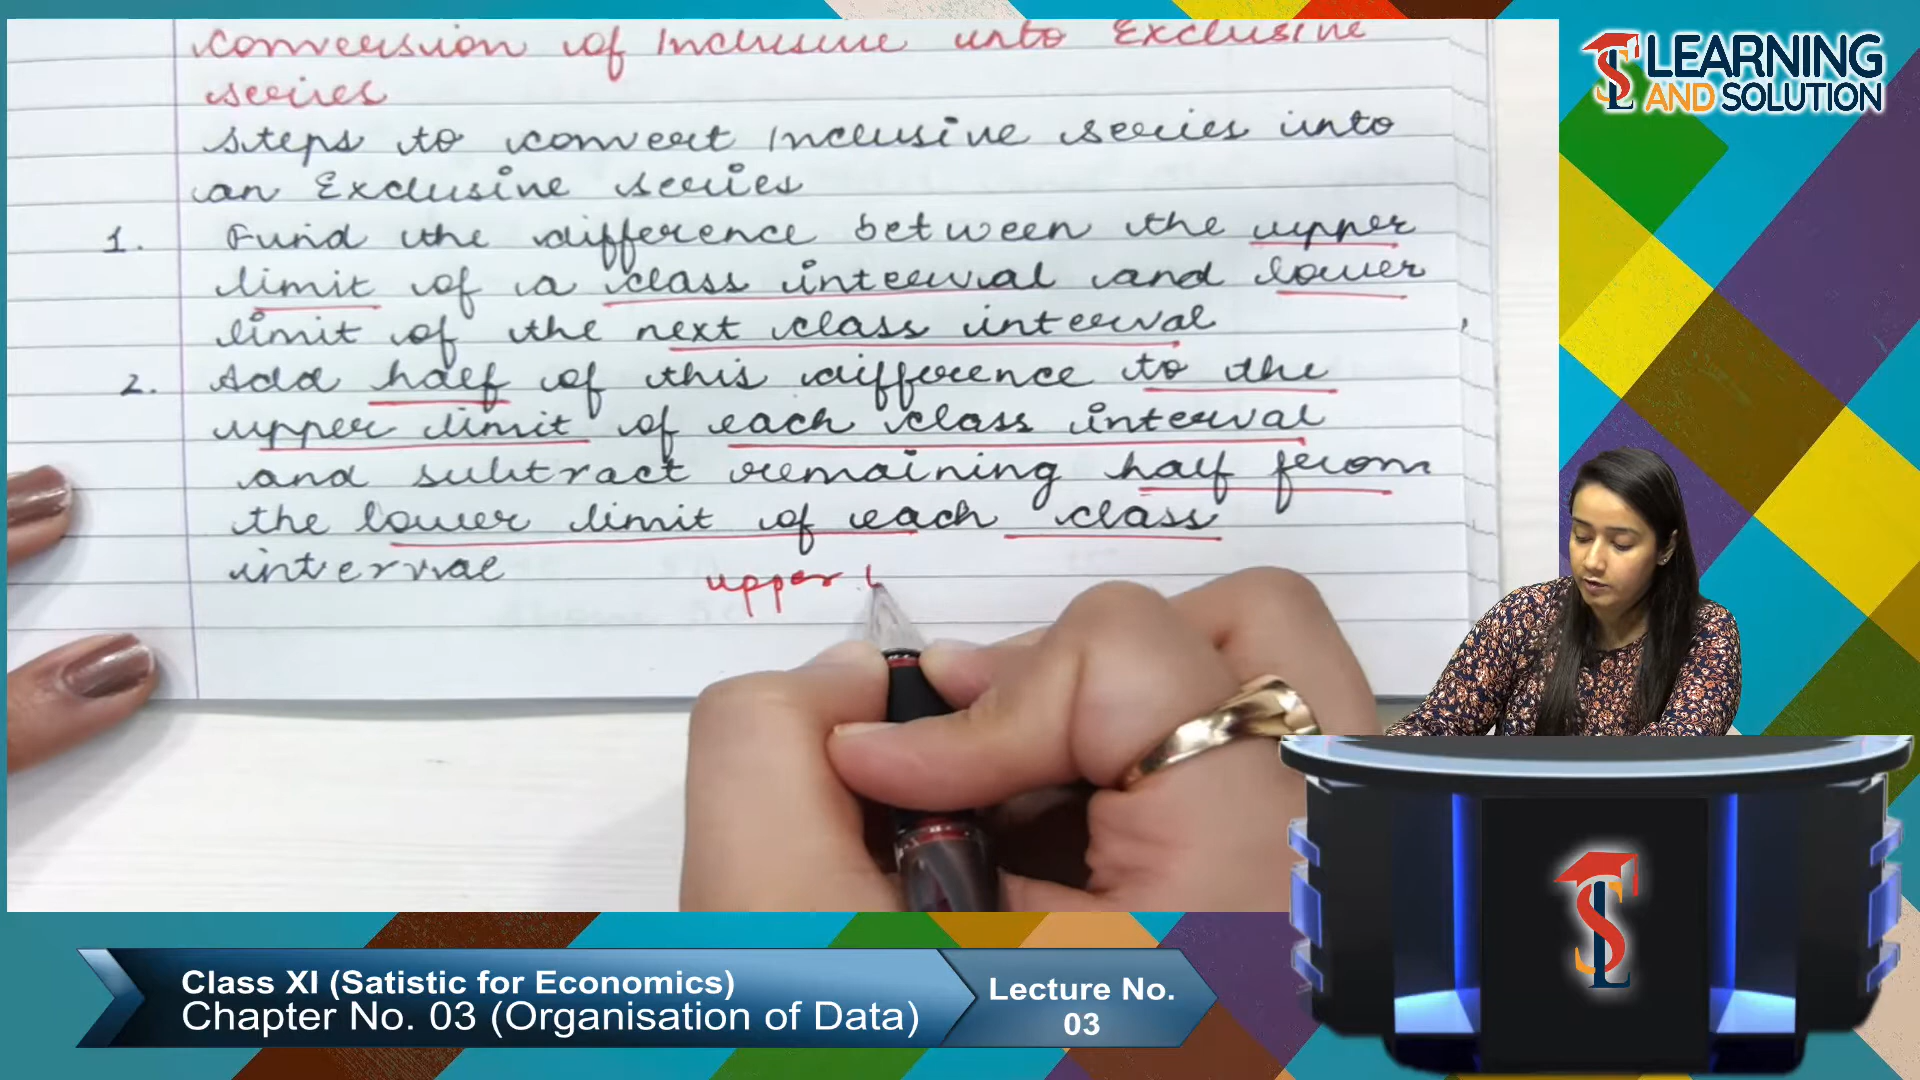 conversion of Inclusive into Exclusive
series
steps to convert Inclusive series into
an Exclusive series
1. Find the difference between the upper
limit of a class interval and lower
limit of the next class interval
2. Add half of this difference to the
upper limit of each class interval
and subtract remaining half from
the lower limit of each class
interval
upper l
LEARNING
AND SOLUTION
SL
Class XI (Satistic for Economics)
Chapter No. 03 (Organisation of Data)
Lecture No.
03
SL